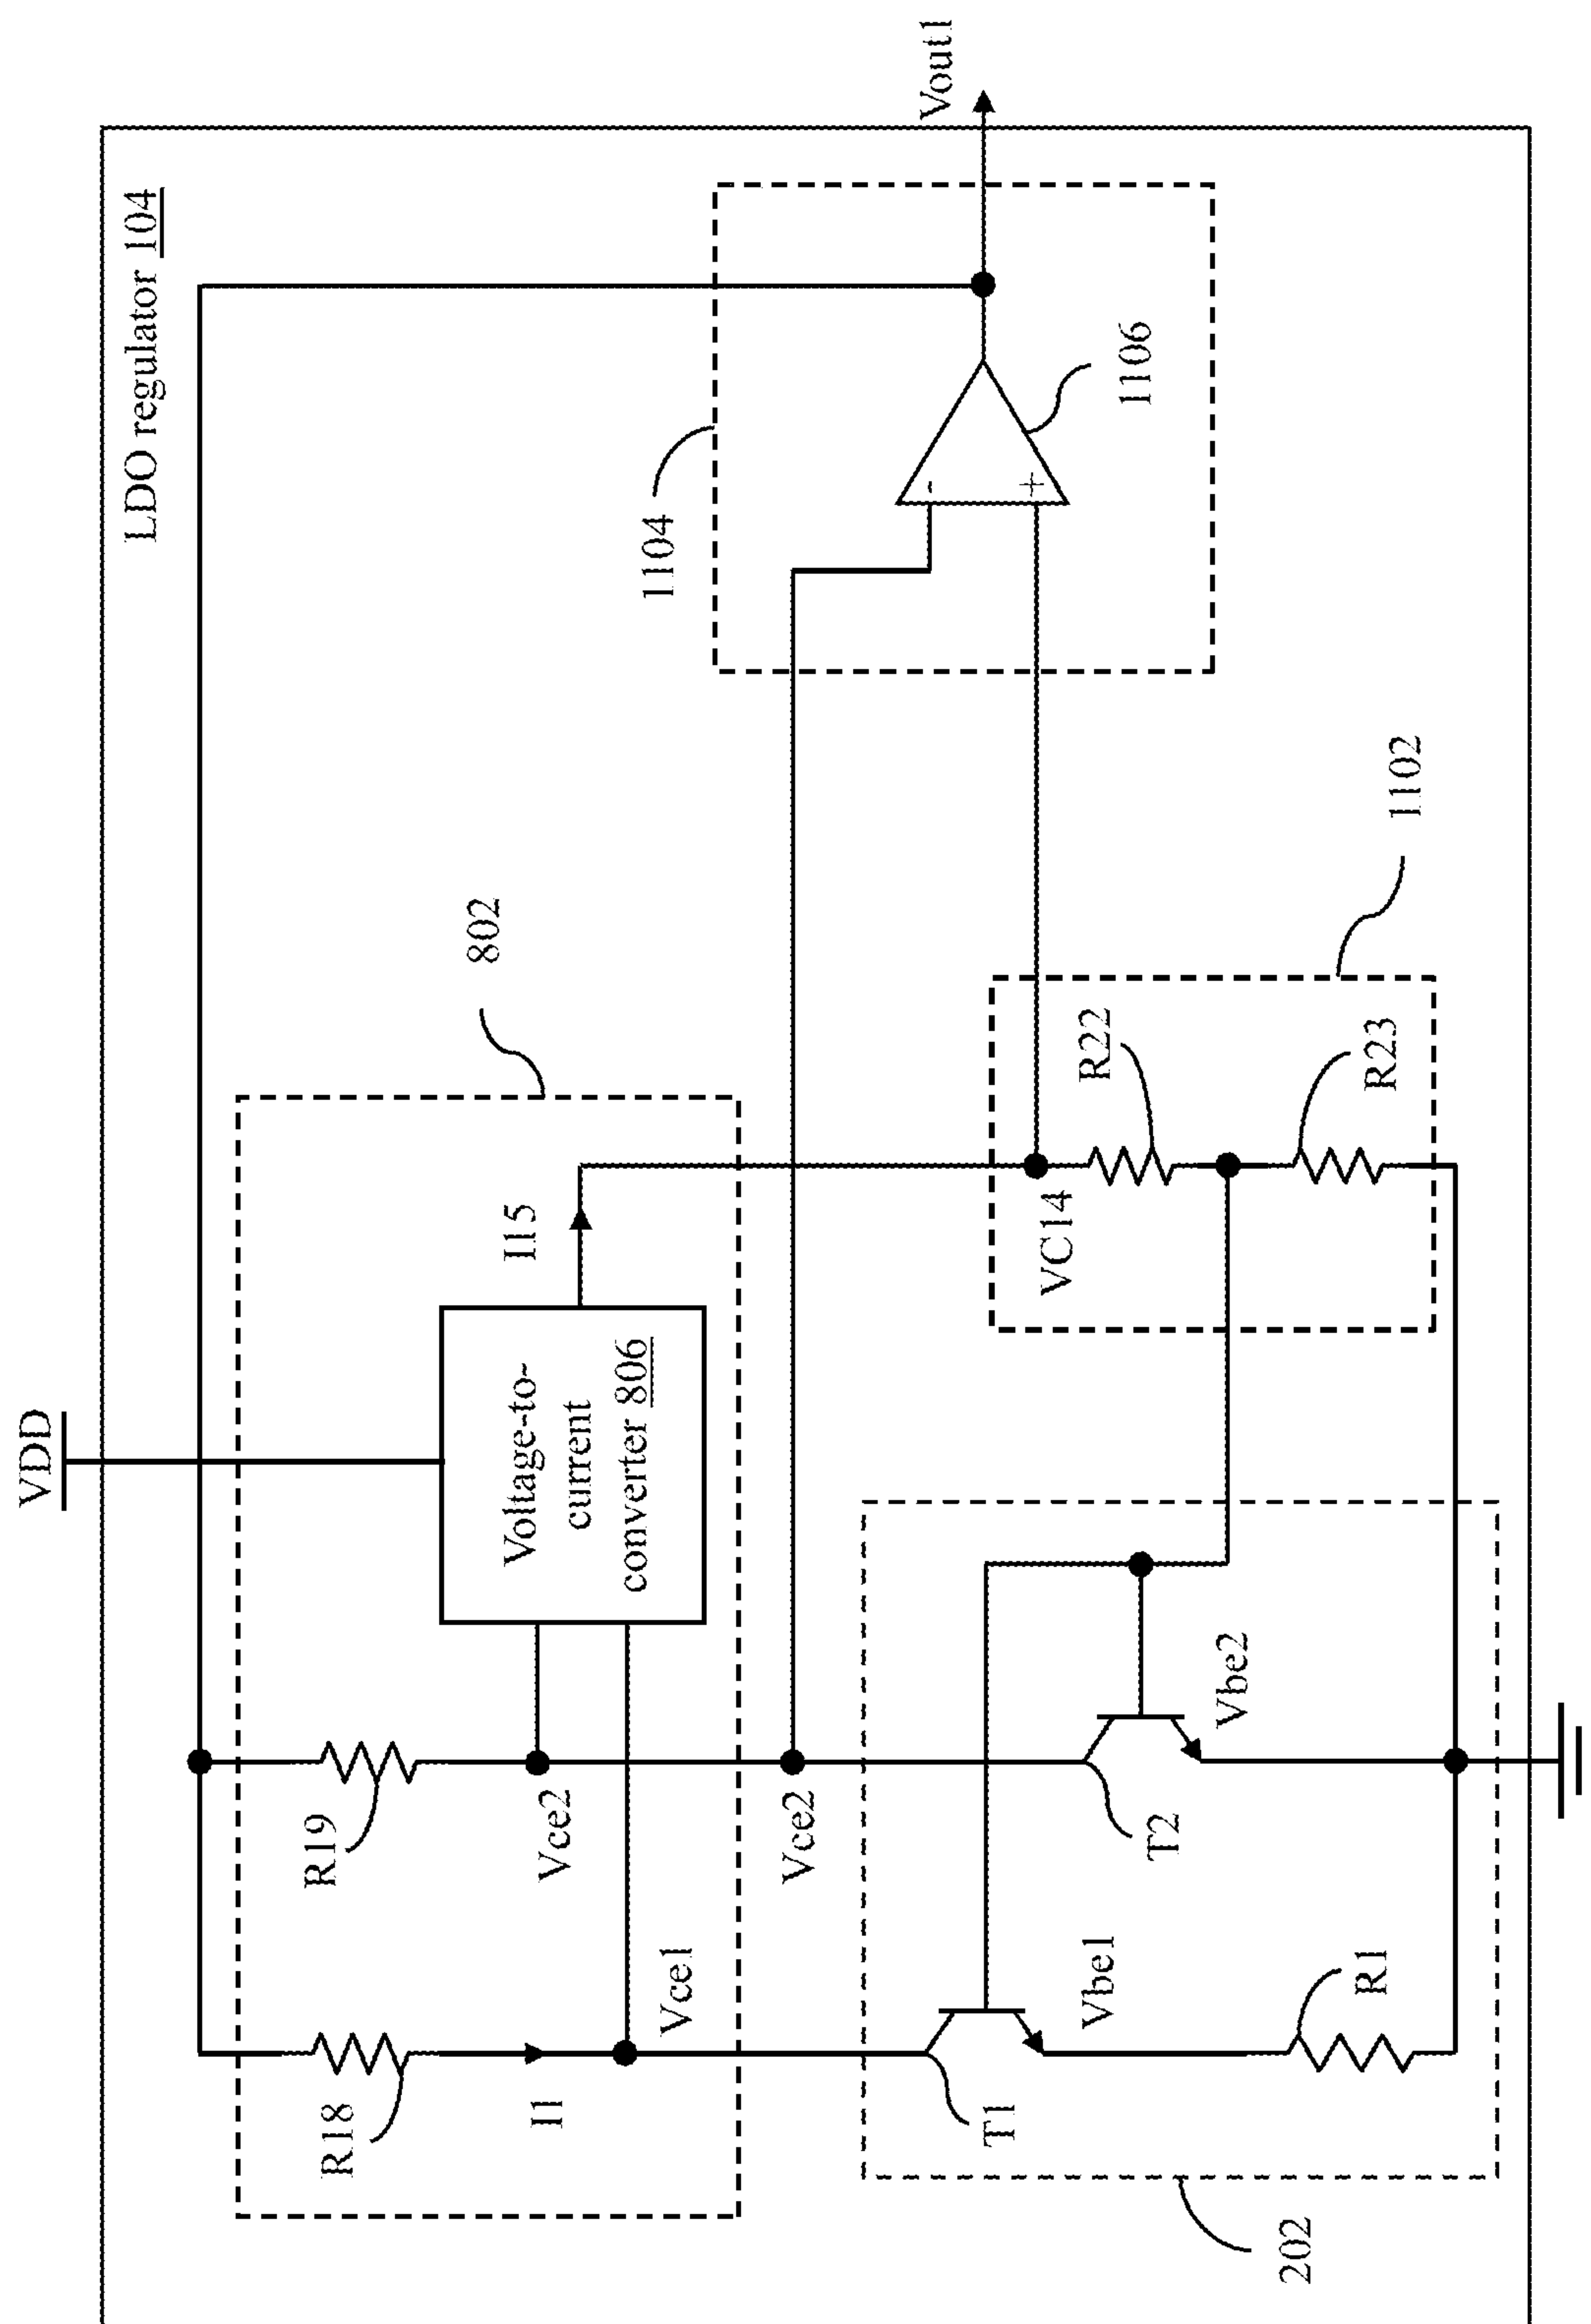 VDD
LDO regulator 104
R18
R19
I1
Vce2
Vce1
Voltage-to-
current
converter 806
I15
802
Vce2
1104
1106
Vout1
T1
T2
Vbe1
Vbe2
R1
202
VC14
R22
R23
1102
-
+